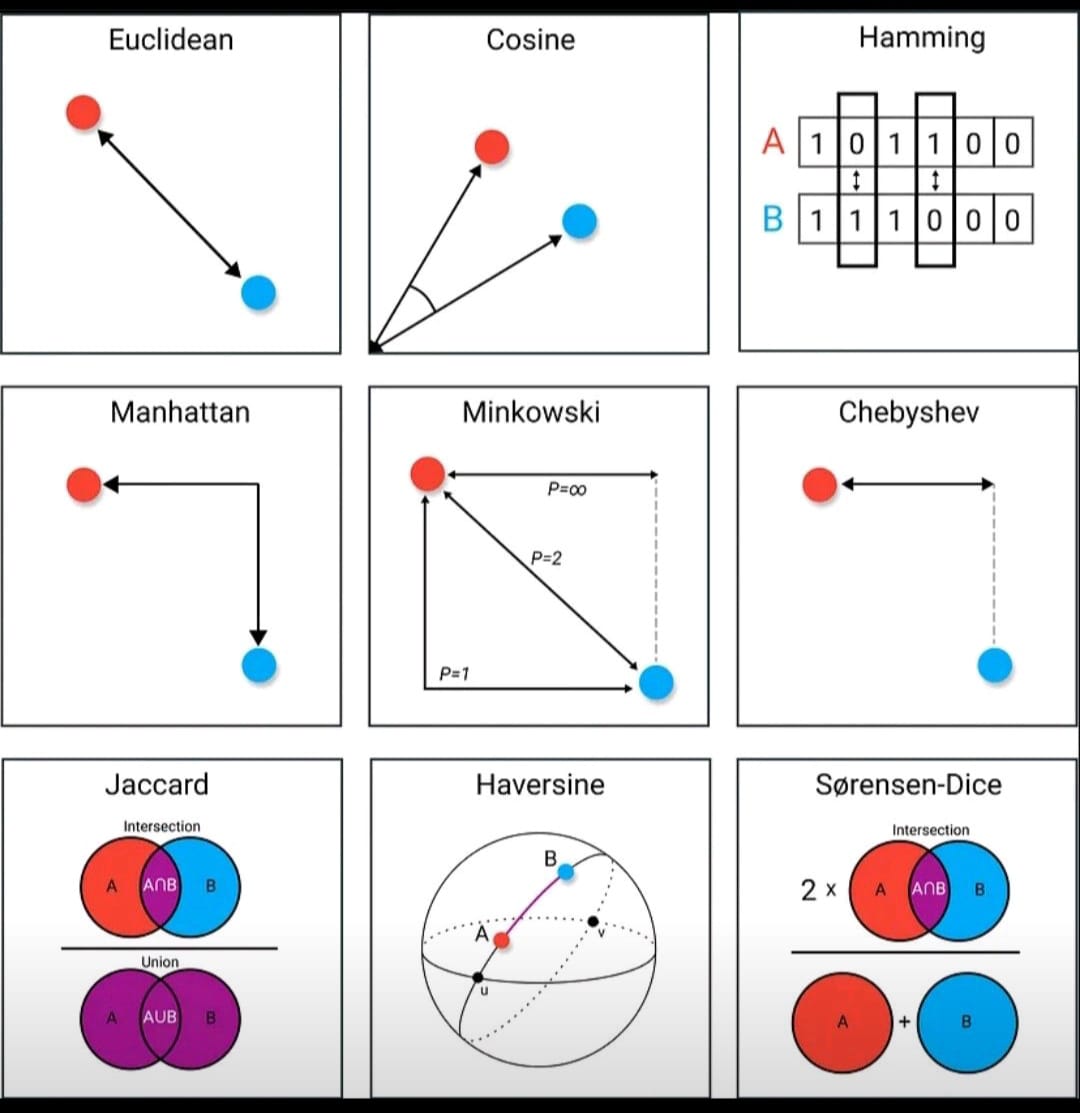 Euclidean
Cosine
Hamming
A 1 0 1 1 0 0
B 1 1 1 0 0 0
Manhattan
Minkowski
P=∞
P=2
P=1
Chebyshev
Jaccard
Intersection
A A∩B B
Union
A A∪B B
Haversine
B
A
v
u
Sørensen-Dice
Intersection
2 x A A∩B B
A + B